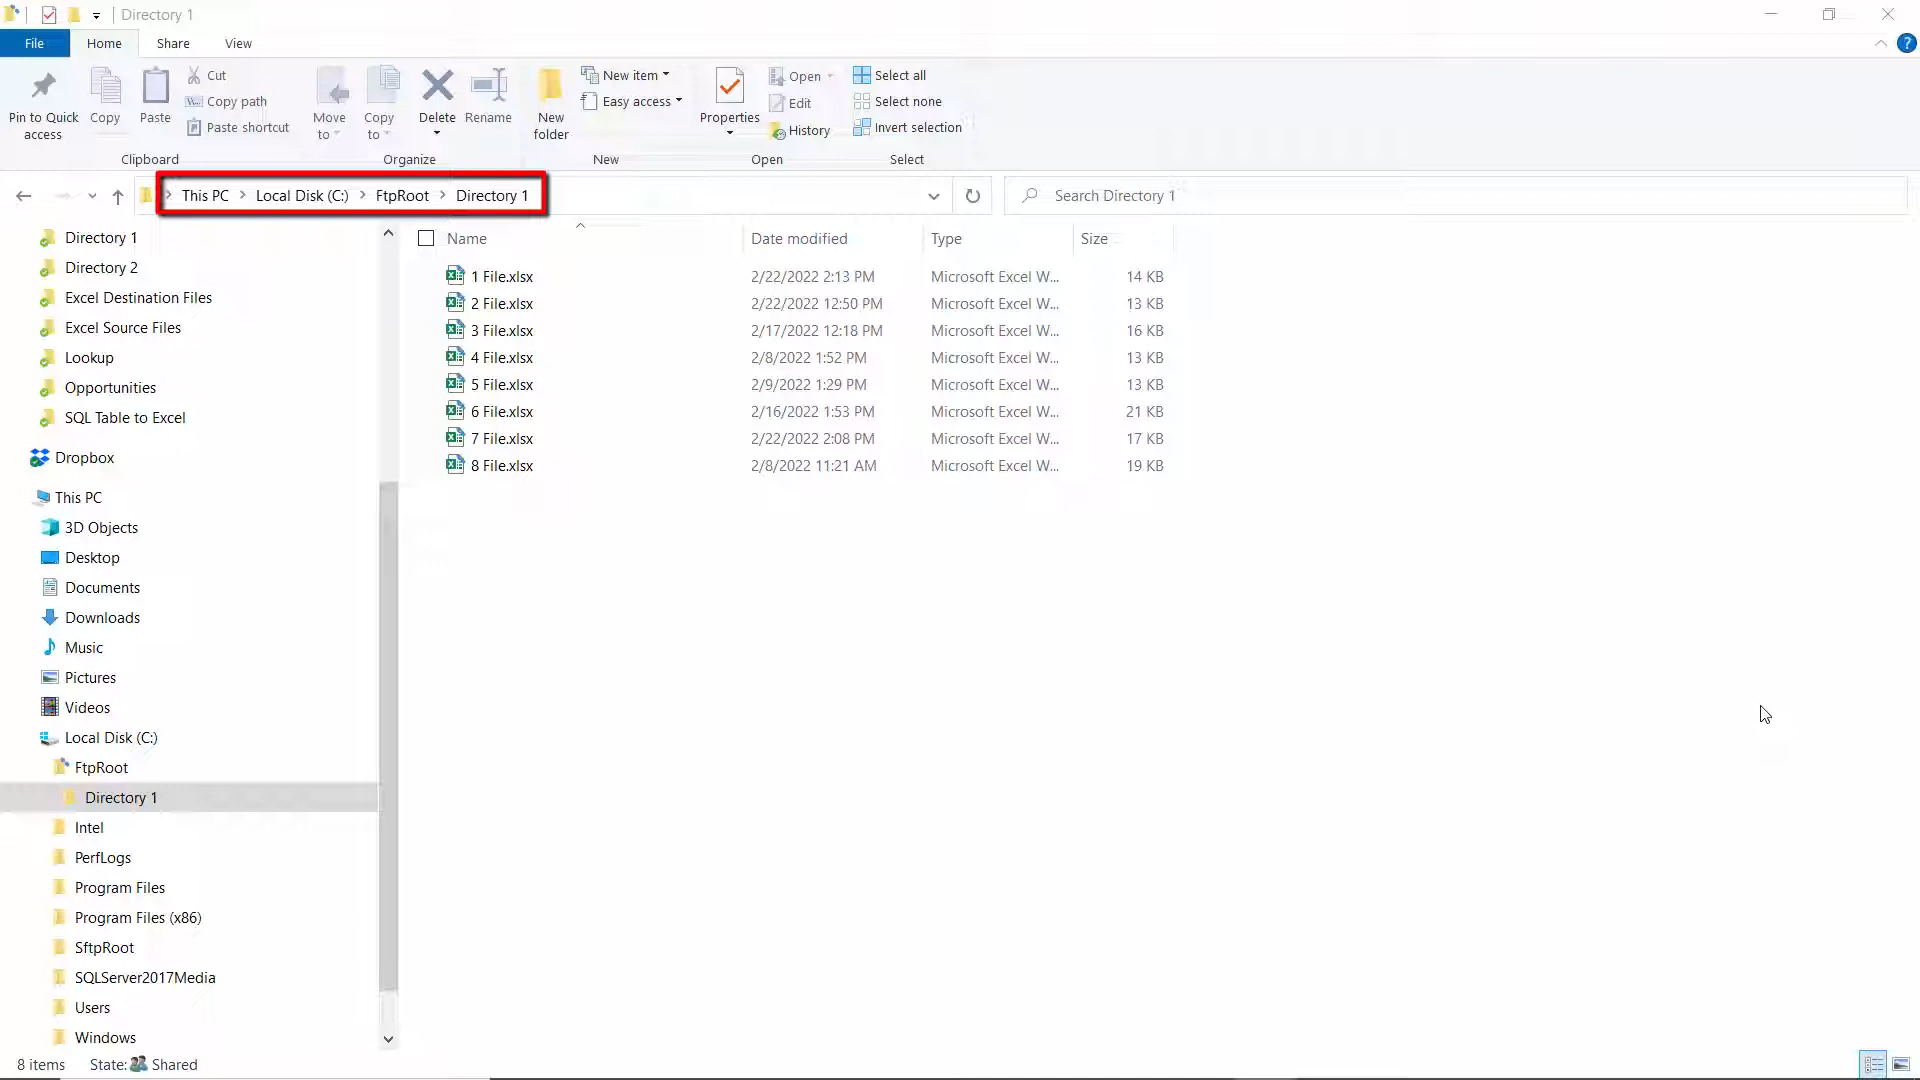 Directory 1
File Home Share View
Pin to Quick access
Copy
Paste
Cut
Copy path
Paste shortcut
Clipboard
Move to
Copy to
Delete
Rename
Organize
New folder
New item
Easy access
New
Properties
Open
Edit
History
Open
Select all
Select none
Invert selection
Select
This PC > Local Disk (C:) > FtpRoot > Directory 1
Search Directory 1
Directory 1
Directory 2
Excel Destination Files
Excel Source Files
Lookup
Opportunities
SQL Table to Excel
Dropbox
This PC
3D Objects
Desktop
Documents
Downloads
Music
Pictures
Videos
Local Disk (C:)
FtpRoot
Directory 1
Intel
PerfLogs
Program Files
Program Files (x86)
SftpRoot
SQLServer2017Media
Users
Windows
Name Date modified Type Size
1 File.xlsx 2/22/2022 2:13 PM Microsoft Excel W... 14 KB
2 File.xlsx 2/22/2022 12:50 PM Microsoft Excel W... 13 KB
3 File.xlsx 2/17/2022 12:18 PM Microsoft Excel W... 16 KB
4 File.xlsx 2/8/2022 1:52 PM Microsoft Excel W... 13 KB
5 File.xlsx 2/9/2022 1:29 PM Microsoft Excel W... 13 KB
6 File.xlsx 2/16/2022 1:53 PM Microsoft Excel W... 21 KB
7 File.xlsx 2/22/2022 2:08 PM Microsoft Excel W... 17 KB
8 File.xlsx 2/8/2022 11:21 AM Microsoft Excel W... 19 KB
8 items State: Shared